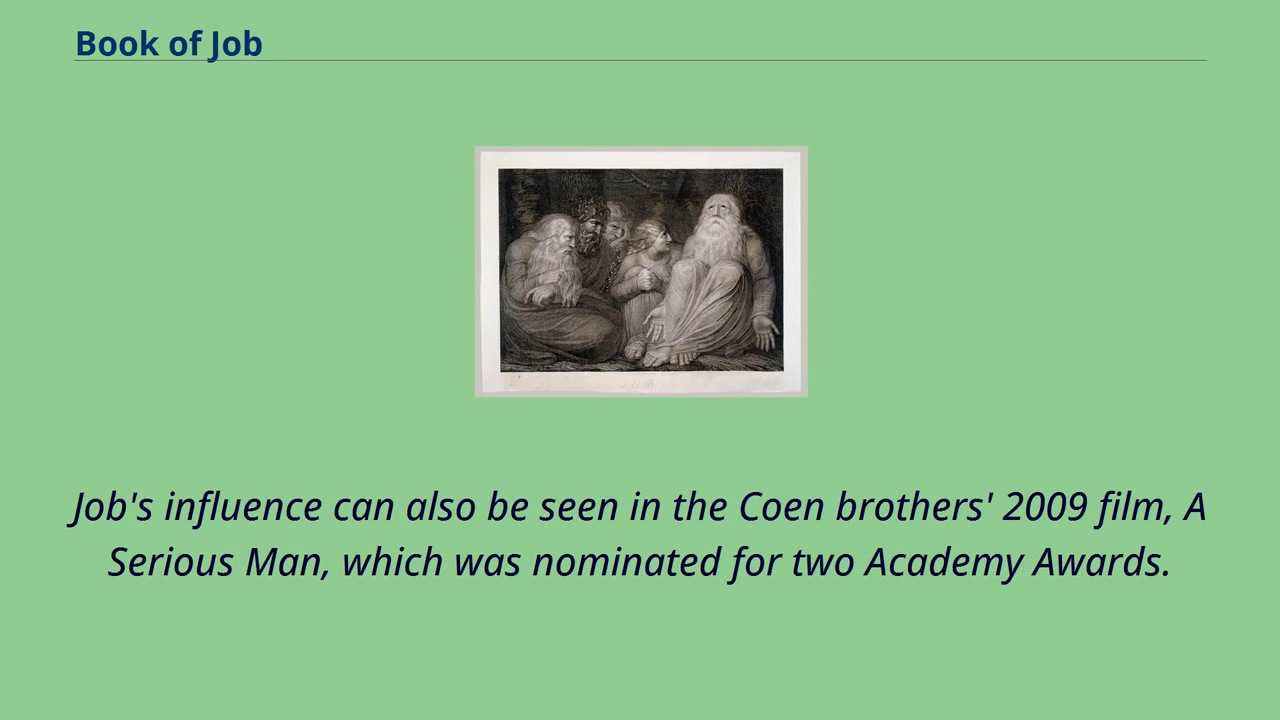 Book of Job
Job's influence can also be seen in the Coen brothers' 2009 film, A
Serious Man, which was nominated for two Academy Awards.